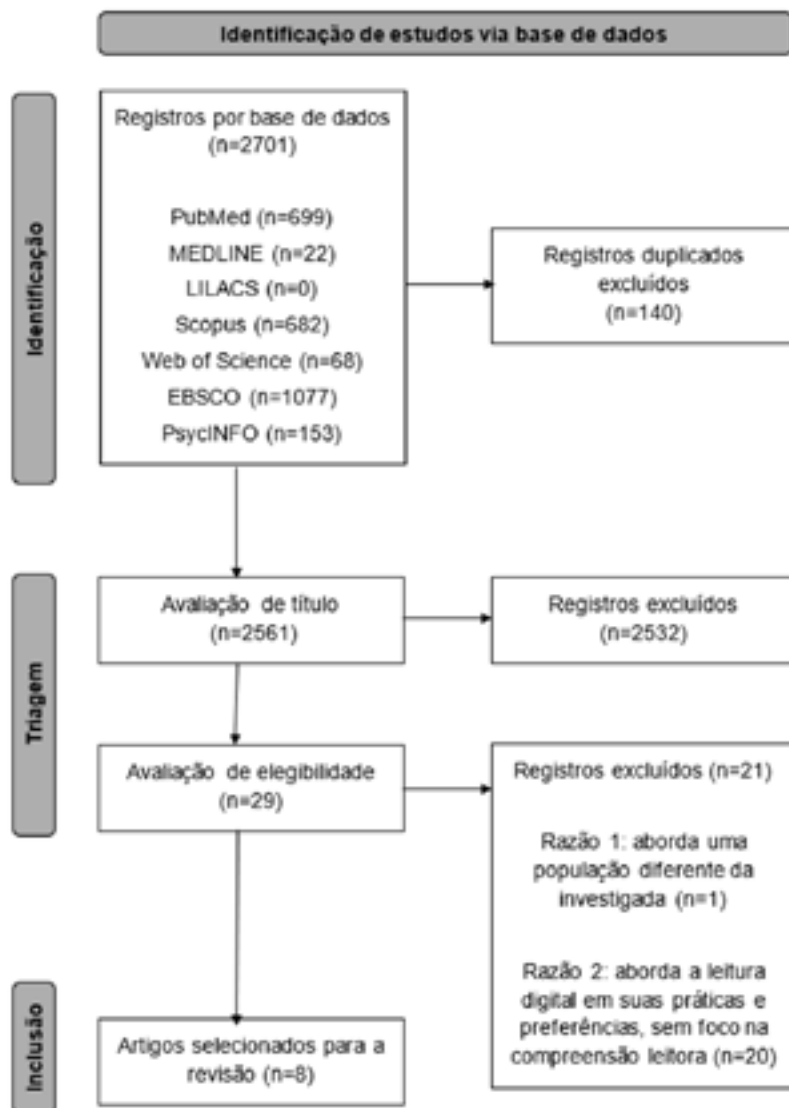 Identificação de estudos via base de dados
Identificação
Registros por base de dados
(n=2701)
PubMed (n=699)
MEDLINE (n=22)
LILACS (n=0)
Scopus (n=682)
Web of Science (n=68)
EBSCO (n=1077)
PsycINFO (n=153)
Registros duplicados
excluídos
(n=140)
Triagem
Avaliação de título
(n=2561)
Registros excluídos
(n=2532)
Avaliação de elegibilidade
(n=29)
Registros excluídos (n=21)
Razão 1: aborda uma
população diferente da
investigada (n=1)
Razão 2: aborda a leitura
digital em suas práticas e
preferências, sem foco na
compreensão leitora (n=20)
Inclusão
Artigos selecionados para a
revisão (n=8)